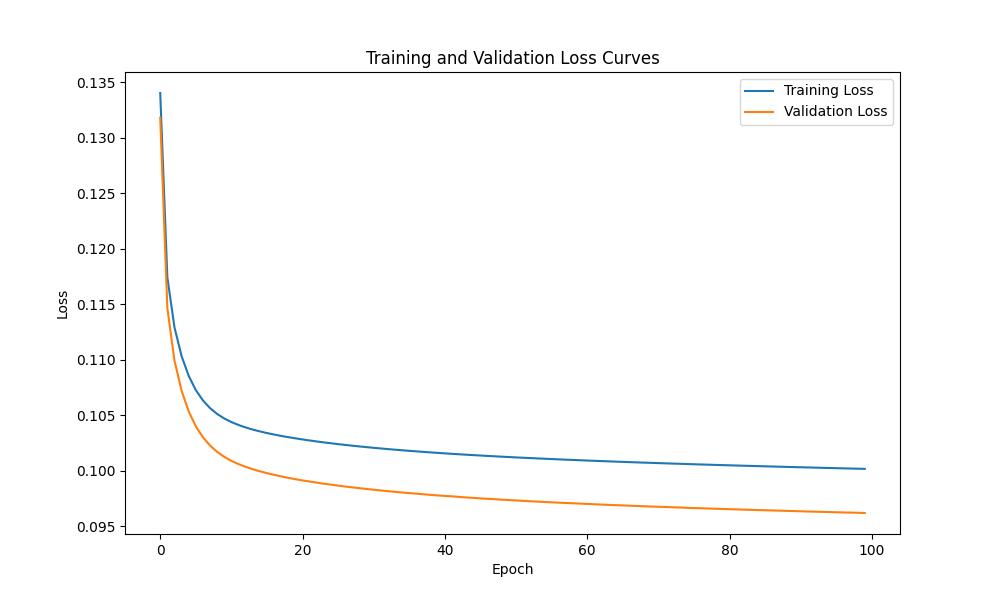 Training and Validation Loss Curves
Training Loss
Validation Loss
0.135
0.130
0.125
0.120
0.115
0.110
0.105
0.100
0.095
Loss
0 20 40 60 80 100
Epoch